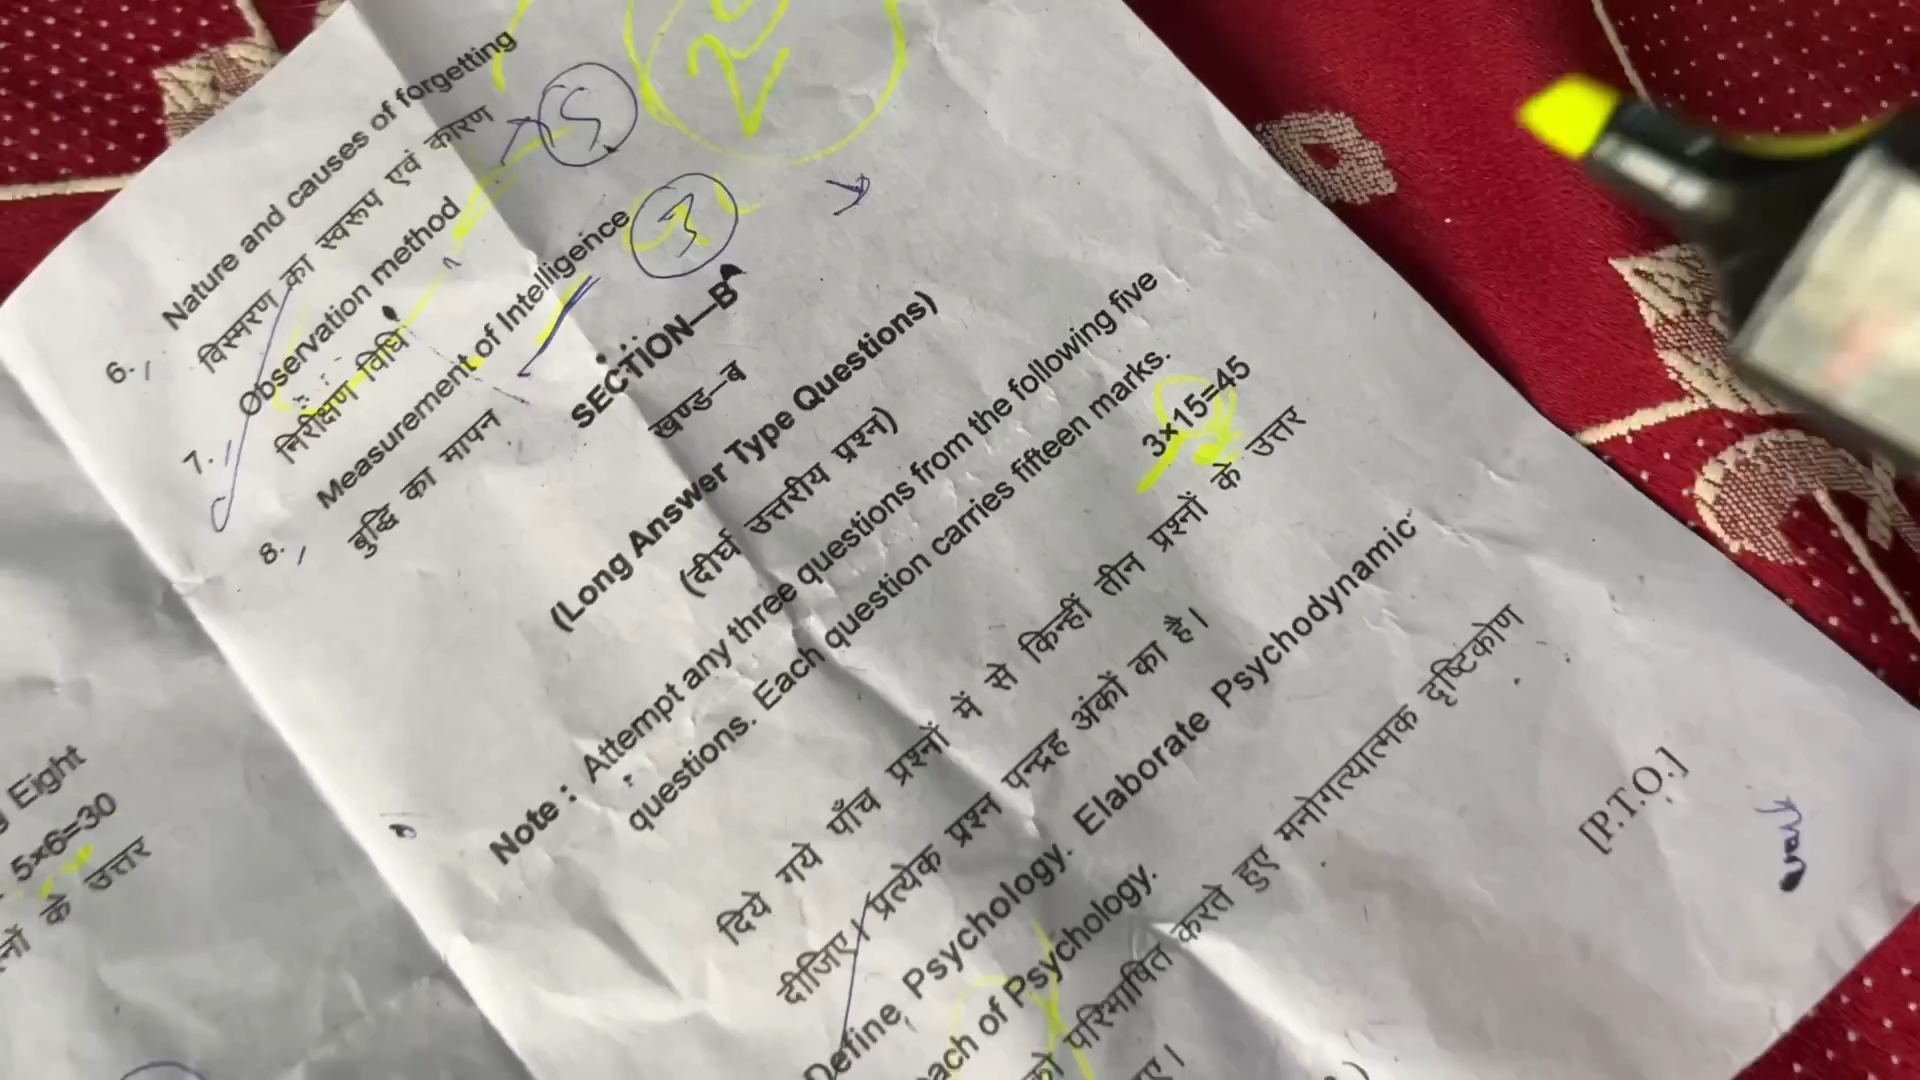 20
6.
Nature and causes of forgetting
विस्मरण का स्वरूप एवं कारण
5
7.
Observation method
निरीक्षण विधि
8.
Measurement of Intelligence
3
बुद्धि का मापन
SECTION—B
खण्ड—ब
(Long Answer Type Questions)
(दीर्घ उत्तरीय प्रश्न)
Note : Attempt any three questions from the following five
questions. Each question carries fifteen marks.
3×15=45
दिये गये पाँच प्रश्नों में से किन्हीं तीन प्रश्नों के उत्तर
दीजिए। प्रत्येक प्रश्न पन्द्रह अंकों का है।
Define Psychology. Elaborate Psychodynamic
of Psychology.
को परिभाषित करते हुए मनोगत्यात्मक दृष्टिकोण
[P.T.O.]
Eight
5×6=30
के उत्तर